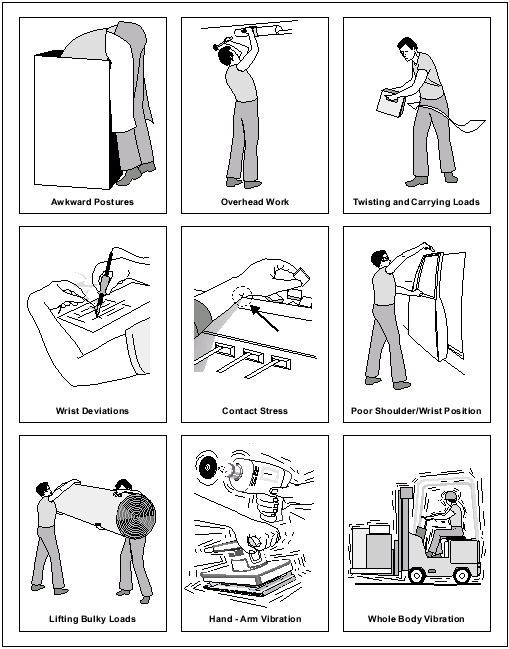 Awkward Postures
Overhead Work
Twisting and Carrying Loads
Wrist Deviations
Contact Stress
Poor Shoulder/Wrist Position
Lifting Bulky Loads
Hand - Arm Vibration
Whole Body Vibration